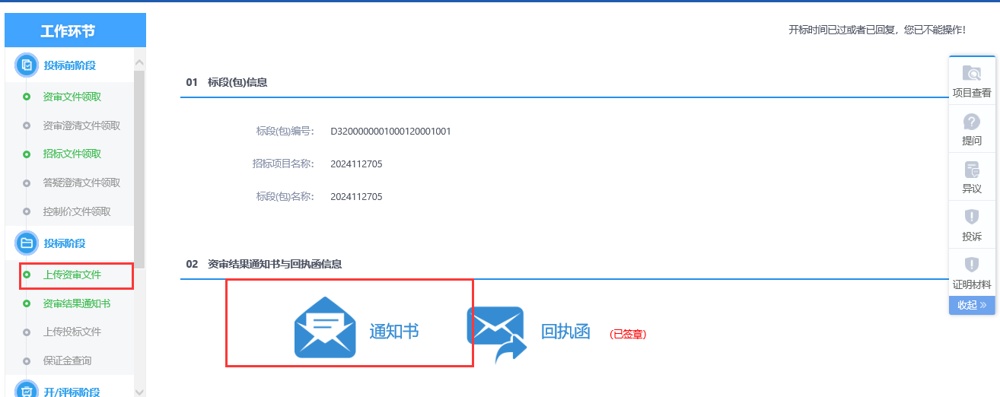 工作环节
投标前阶段
资审文件领取
资审澄清文件领取
招标文件领取
答疑澄清文件领取
控制价文件领取
投标阶段
上传资审文件
资审结果通知书
上传投标文件
保证金查询
开/评标阶段
开标时间已过或者已回复，您已不能操作！
01 标段(包)信息
标段(包)编号： D3200000001000120001001
招标项目名称： 2024112705
标段(包)名称： 2024112705
02 资审结果通知书与回执函信息
通知书
回执函 (已签章)
项目查看
提问
异议
投诉
证明材料
收起 »